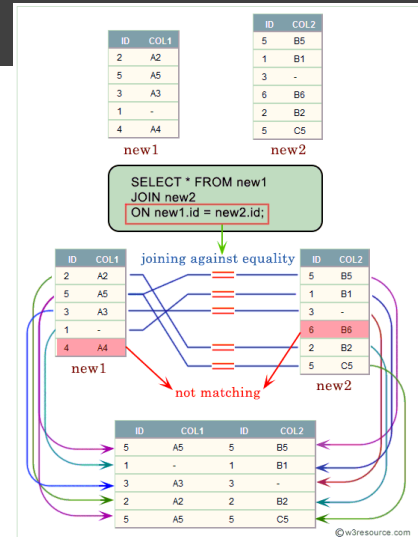 ID COL1
2 A2
5 A5
3 A3
1 -
4 A4
new1
ID COL2
5 B5
1 B1
3 -
6 B6
2 B2
5 C5
new2
SELECT * FROM new1
JOIN new2
ON new1.id = new2.id;
joining against equality
ID COL1
2 A2
5 A5
3 A3
1 -
4 A4
new1
ID COL2
5 B5
1 B1
3 -
6 B6
2 B2
5 C5
new2
not matching
ID COL1 ID COL2
5 A5 5 B5
1 - 1 B1
3 A3 3 -
2 A2 2 B2
5 A5 5 C5
©w3resource.com